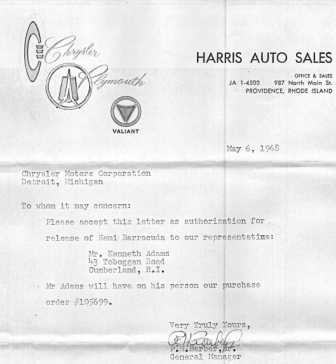 Chrysler
Plymouth
VALIANT
HARRIS AUTO SALES
OFFICE & SALES
JA 1-4500 987 North Main St.
PROVIDENCE, RHODE ISLAND
May 6, 1968
Chrysler Motors Corporation
Detroit, Michigan
To whom it may concern:
Please accept this letter as authorization for
release of Hemi Barracuda to our representative:
Mr. Kenneth Adams
43 Toboggan Road
Cumberland, R.I.
Mr Adams will have on his person our purchase
order #105699.
Very Truly Yours,
General Manager